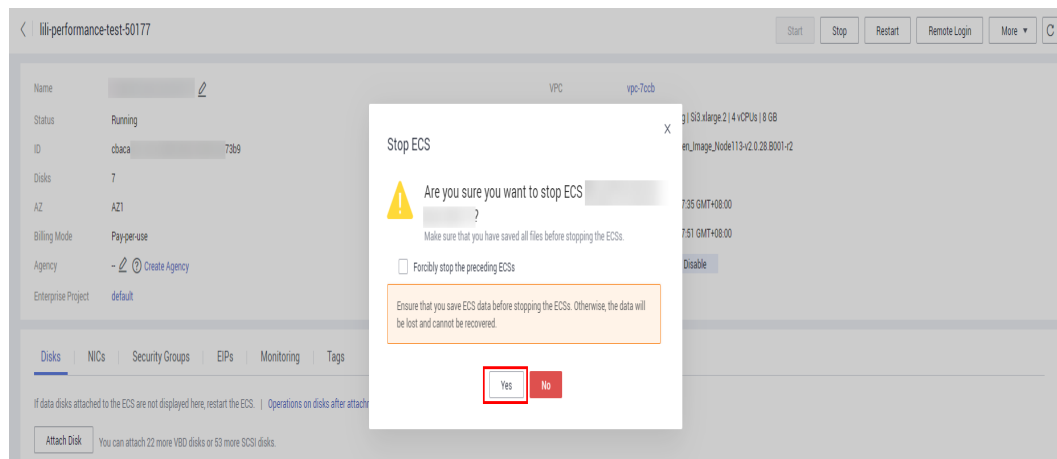 lili-performance-test-50177
Start Stop Restart Remote Login More C
Name VPC vpc-7ccb
Status Running g | Si3.xlarge.2 | 4 vCPUs | 8 GB
ID cbaca 73b9 en_Image_Node113-v2.0.28.B001-r2
Disks 7
AZ AZ1 7:35 GMT+08:00
Billing Mode Pay-per-use 7:51 GMT+08:00
Agency -- ? Create Agency Disable
Enterprise Project default
Stop ECS X
Are you sure you want to stop ECS
?
Make sure that you have saved all files before stopping the ECSs.
Forcibly stop the preceding ECSs
Ensure that you save ECS data before stopping the ECSs. Otherwise, the data will
be lost and cannot be recovered.
Yes No
Disks NICs Security Groups EIPs Monitoring Tags
If data disks attached to the ECS are not displayed here, restart the ECS. | Operations on disks after attachm
Attach Disk You can attach 22 more VBD disks or 53 more SCSI disks.